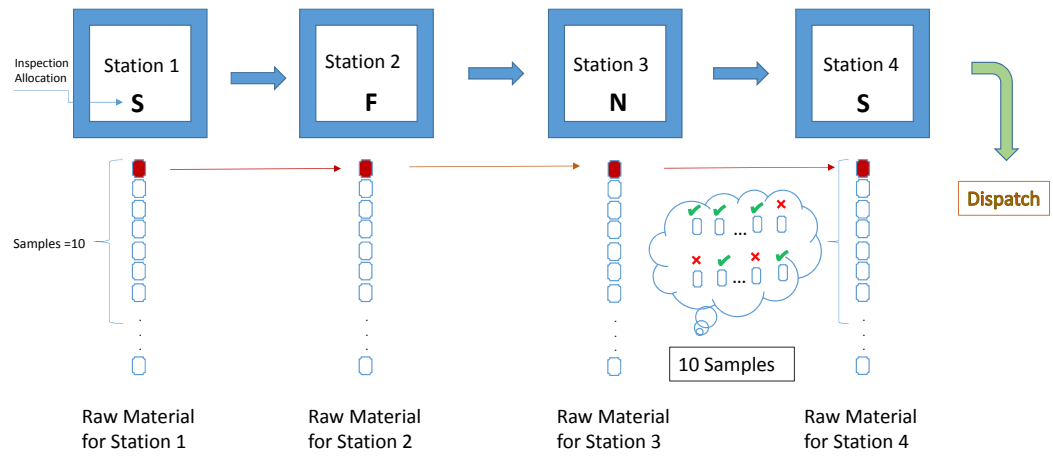 Inspection
Allocation
Station 1
S
Station 2
F
Station 3
N
Station 4
S
Dispatch
Samples =10
...
...
10 Samples
Raw Material
for Station 1
Raw Material
for Station 2
Raw Material
for Station 3
Raw Material
for Station 4